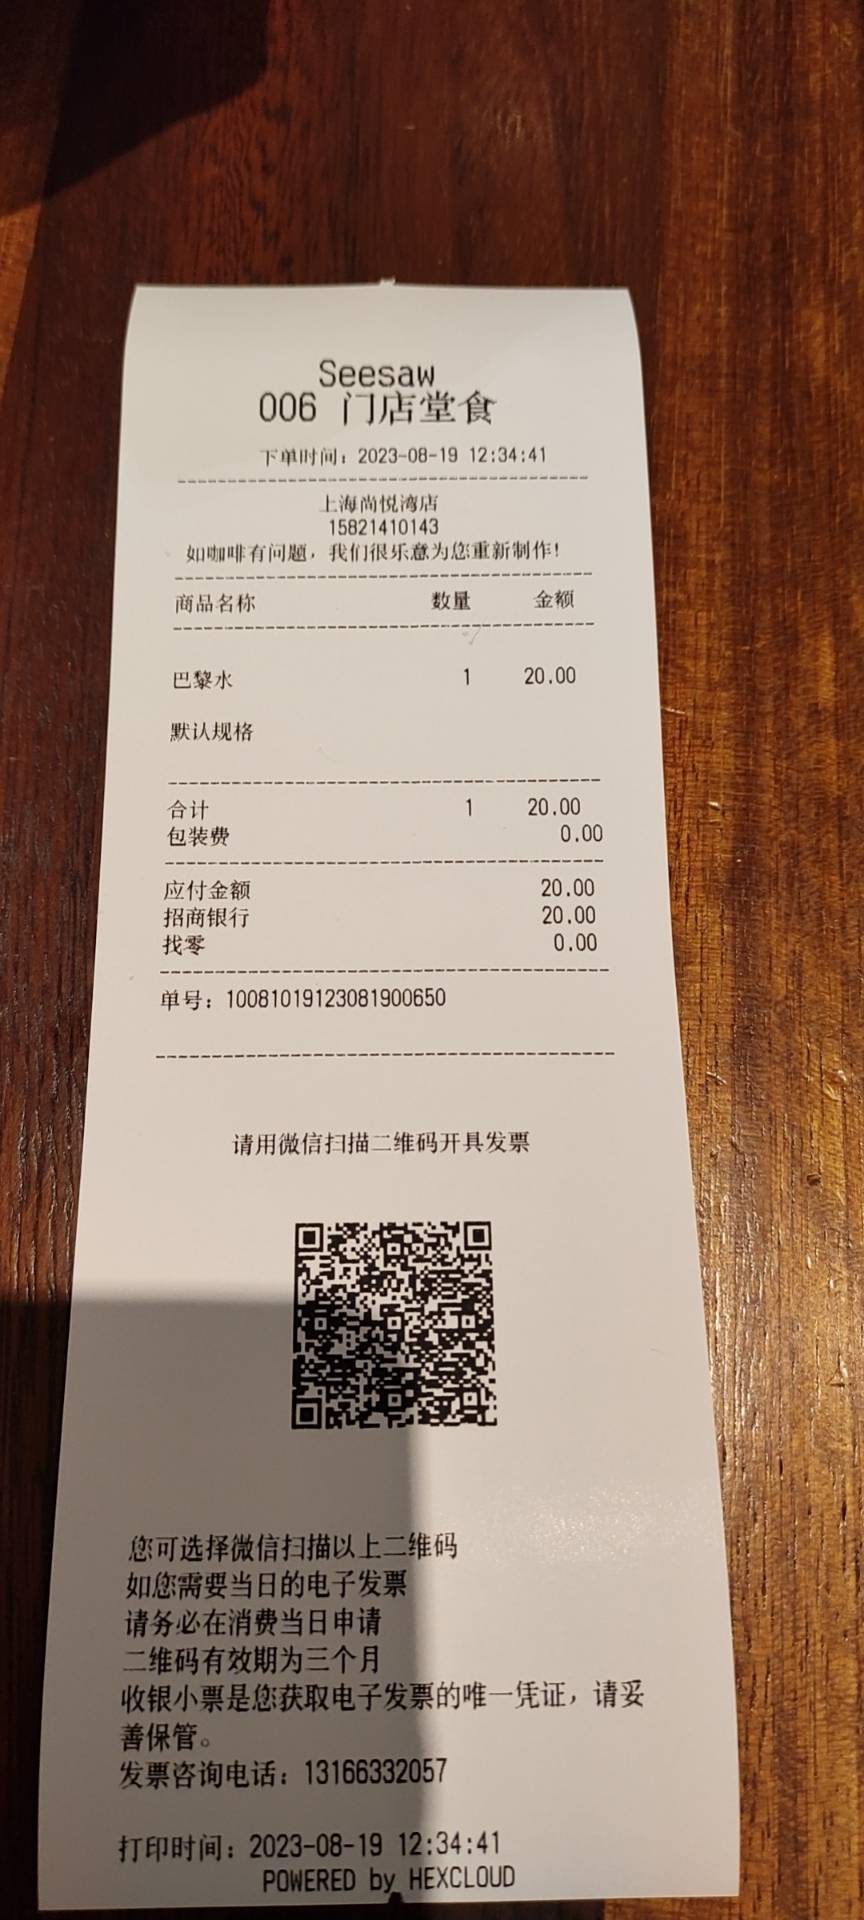 Seesaw
006 门店堂食
下单时间：2023-08-19 12:34:41
上海尚悦湾店
15821410143
如咖啡有问题，我们很乐意为您重新制作！
商品名称 数量 金额
巴黎水 1 20.00
默认规格
合计 1 20.00
包装费 0.00
应付金额 20.00
招商银行 20.00
找零 0.00
单号：10081019123081900650
请用微信扫描二维码开具发票
您可选择微信扫描以上二维码
如您需要当日的电子发票
请务必在消费当日申请
二维码有效期为三个月
收银小票是您获取电子发票的唯一凭证，请妥
善保管。
发票咨询电话：13166332057
打印时间：2023-08-19 12:34:41
POWERED by HEXCLOUD